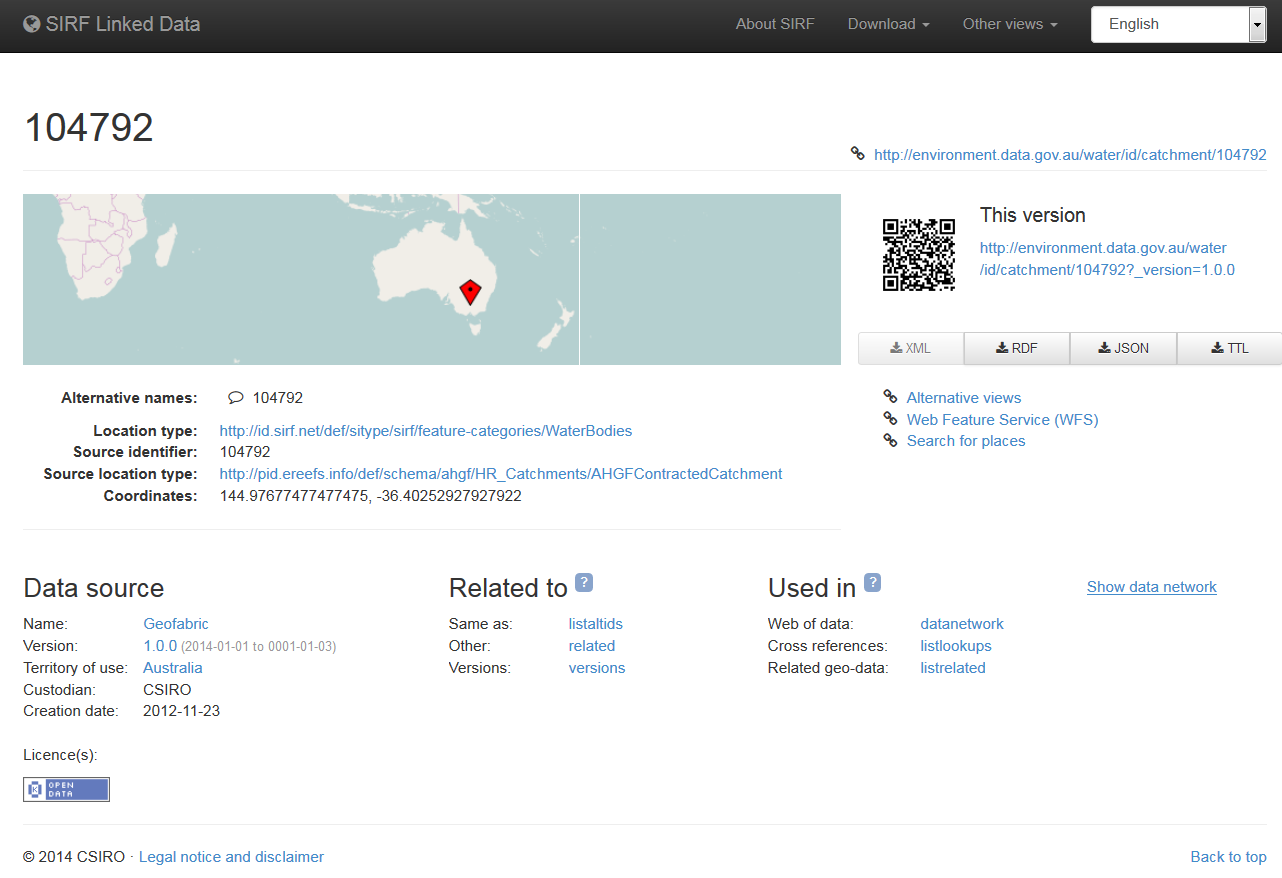 SIRF Linked Data
About SIRF
Download
Other views
English
104792
http://environment.data.gov.au/water/id/catchment/104792
This version
http://environment.data.gov.au/water
/id/catchment/104792?_version=1.0.0
XML
RDF
JSON
TTL
Alternative names: 104792
Location type: http://id.sirf.net/def/sitype/sirf/feature-categories/WaterBodies
Source identifier: 104792
Source location type: http://pid.ereefs.info/def/schema/ahgf/HR_Catchments/AHGFContractedCatchment
Coordinates: 144.97677477477475, -36.40252927927922
Alternative views
Web Feature Service (WFS)
Search for places
Data source
Name: Geofabric
Version: 1.0.0 (2014-01-01 to 0001-01-03)
Territory of use: Australia
Custodian: CSIRO
Creation date: 2012-11-23
Licence(s):
K OPEN
DATA
Related to ?
Same as: listaltids
Other: related
Versions: versions
Used in ?
Web of data: datanetwork
Cross references: listlookups
Related geo-data: listrelated
Show data network
© 2014 CSIRO · Legal notice and disclaimer
Back to top